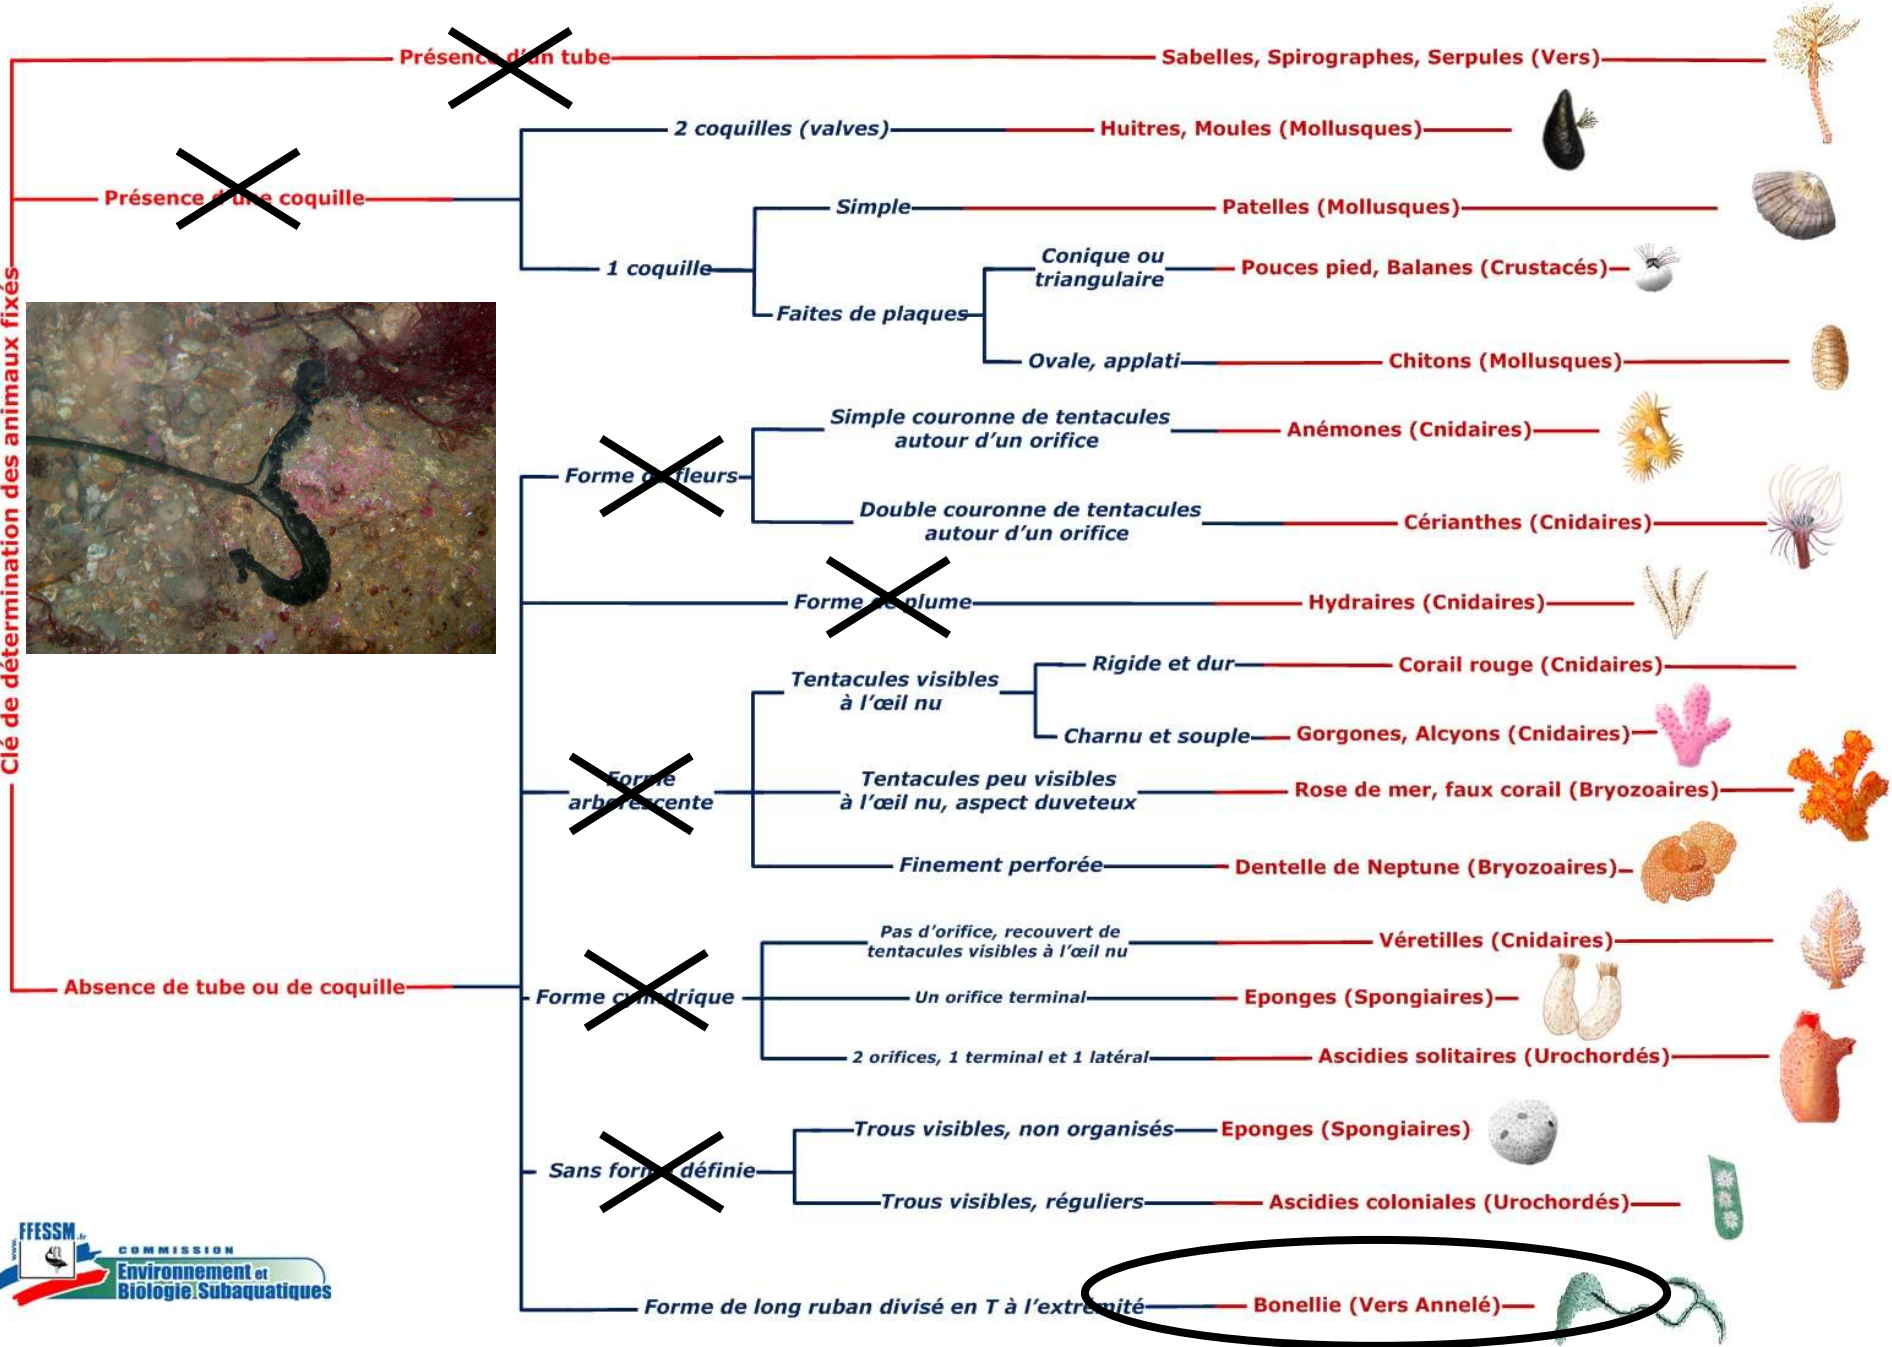 Clé de détermination des animaux fixés
Présence d'un tube
Sabelles, Spirographes, Serpules (Vers)
Présence d'une coquille
2 coquilles (valves)
Huitres, Moules (Mollusques)
1 coquille
Simple
Patelles (Mollusques)
Faites de plaques
Conique ou
triangulaire
Pouces pied, Balanes (Crustacés)
Ovale, applati
Chitons (Mollusques)
Absence de tube ou de coquille
Forme de fleurs
Simple couronne de tentacules
autour d'un orifice
Anémones (Cnidaires)
Double couronne de tentacules
autour d'un orifice
Cérianthes (Cnidaires)
Forme de plume
Hydraires (Cnidaires)
Forme
arborescente
Tentacules visibles
à l'œil nu
Rigide et dur
Corail rouge (Cnidaires)
Charnu et souple
Gorgones, Alcyons (Cnidaires)
Tentacules peu visibles
à l'œil nu, aspect duveteux
Rose de mer, faux corail (Bryozoaires)
Finement perforée
Dentelle de Neptune (Bryozoaires)
Forme cylindrique
Pas d'orifice, recouvert de
tentacules visibles à l'œil nu
Véretilles (Cnidaires)
Un orifice terminal
Eponges (Spongiaires)
2 orifices, 1 terminal et 1 latéral
Ascidies solitaires (Urochordés)
Sans forme définie
Trous visibles, non organisés
Eponges (Spongiaires)
Trous visibles, réguliers
Ascidies coloniales (Urochordés)
Forme de long ruban divisé en T à l'extrémité
Bonellie (Vers Annelé)
www.
FFESSM.fr
COMMISSION
Environnement et
Biologie Subaquatiques